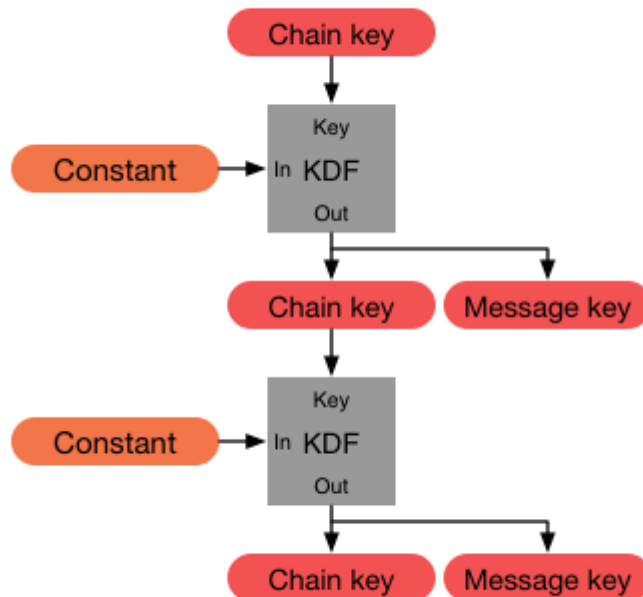 Chain key
Key
Constant
In KDF
Out
Chain key Message key
Key
Constant
In KDF
Out
Chain key Message key